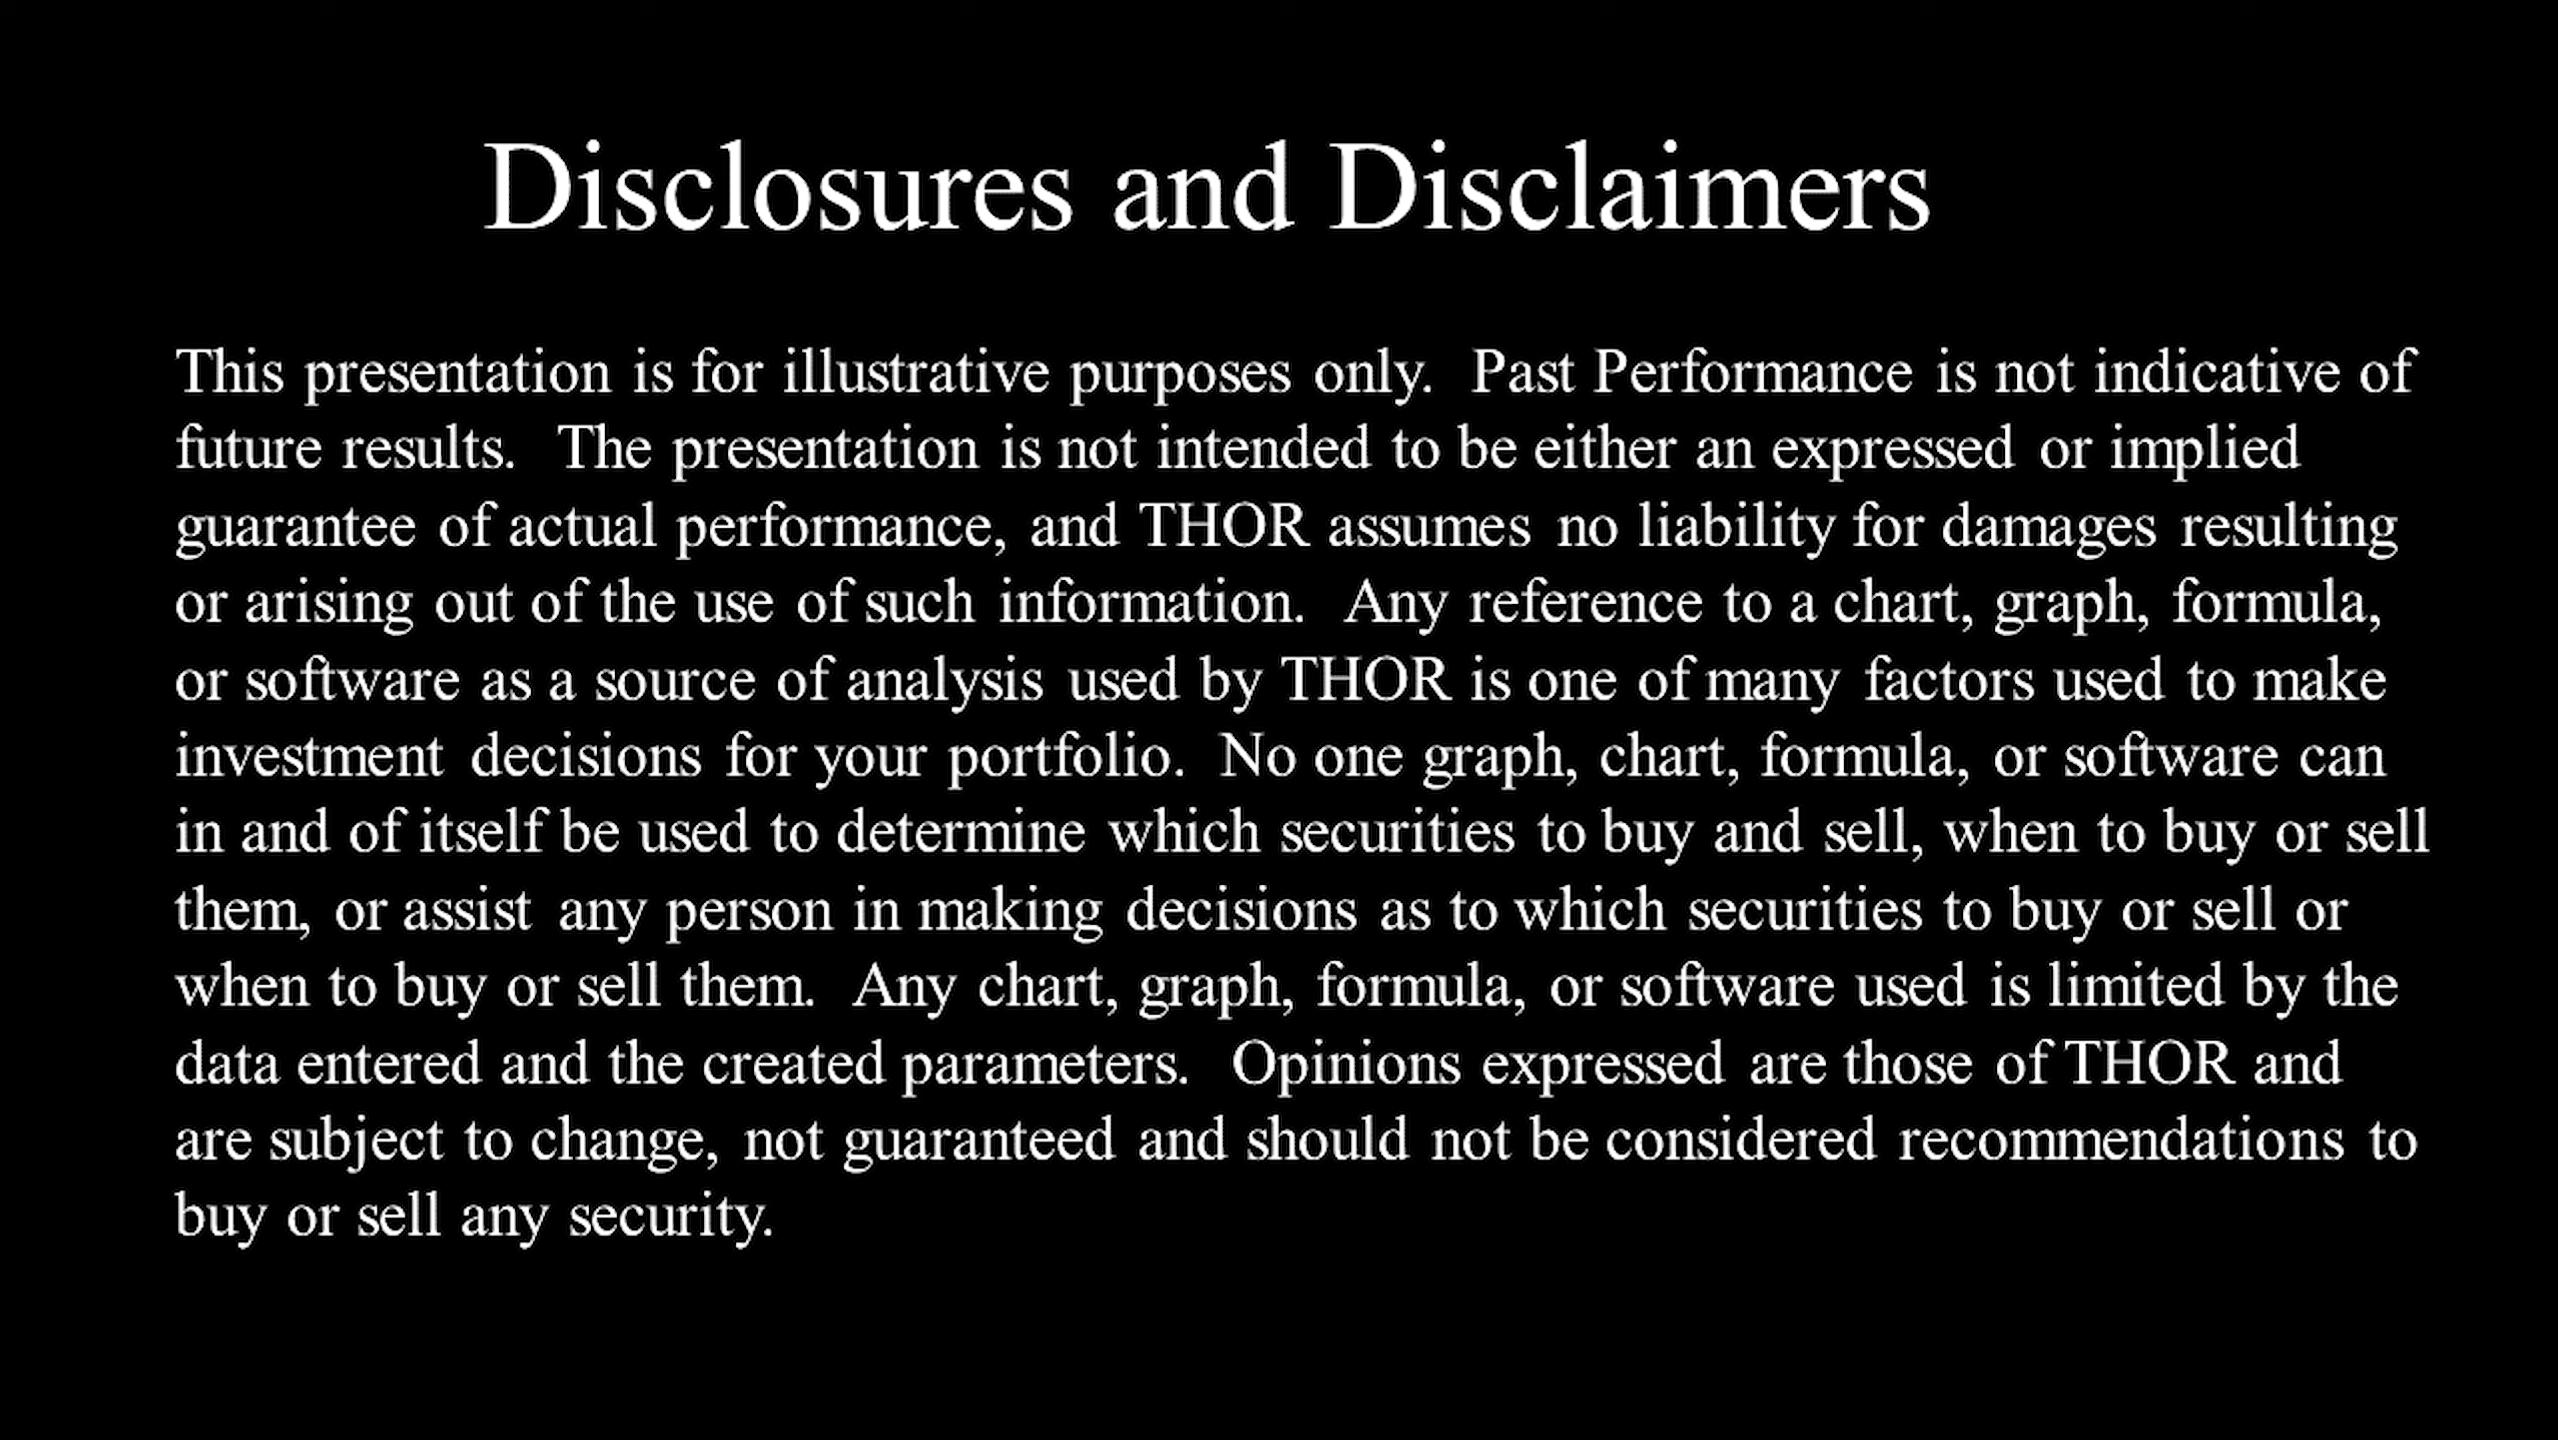 Disclosures and Disclaimers
This presentation is for illustrative purposes only.  Past Performance is not indicative of
future results.  The presentation is not intended to be either an expressed or implied
guarantee of actual performance, and THOR assumes no liability for damages resulting
or arising out of the use of such information.  Any reference to a chart, graph, formula,
or software as a source of analysis used by THOR is one of many factors used to make
investment decisions for your portfolio.  No one graph, chart, formula, or software can
in and of itself be used to determine which securities to buy and sell, when to buy or sell
them, or assist any person in making decisions as to which securities to buy or sell or
when to buy or sell them.  Any chart, graph, formula, or software used is limited by the
data entered and the created parameters.  Opinions expressed are those of THOR and
are subject to change, not guaranteed and should not be considered recommendations to
buy or sell any security.